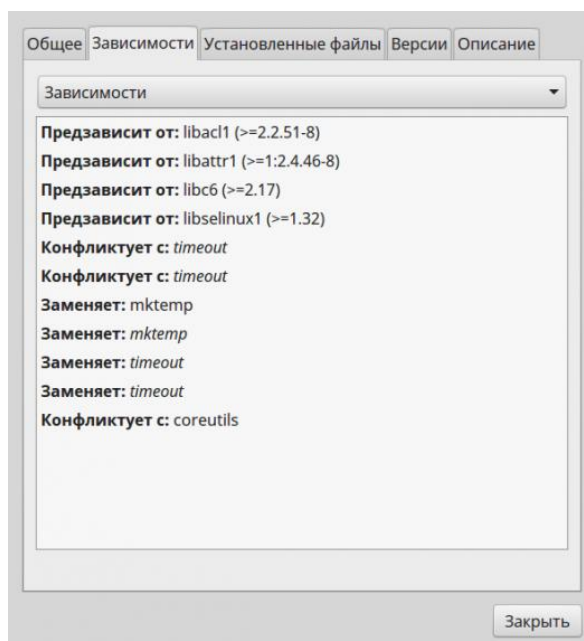 Общее Зависимости Установленные файлы Версии Описание
Зависимости
Предзависит от: libacl1 (>=2.2.51-8)
Предзависит от: libattr1 (>=1:2.4.46-8)
Предзависит от: libc6 (>=2.17)
Предзависит от: libselinux1 (>=1.32)
Конфликтует с: timeout
Конфликтует с: timeout
Заменяет: mktemp
Заменяет: mktemp
Заменяет: timeout
Заменяет: timeout
Конфликтует с: coreutils
Закрыть